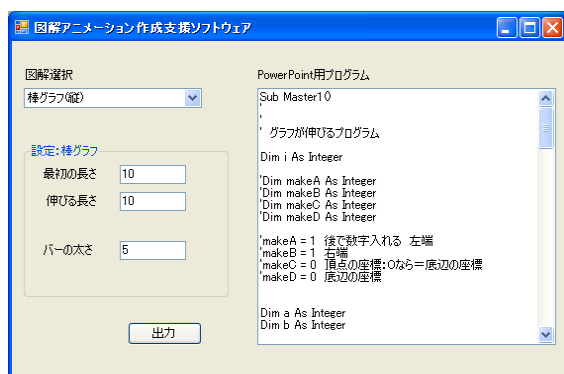 図解アニメーション作成支援ソフトウェア
図解選択
棒グラフ(縦)
設定:棒グラフ
最初の長さ 10
伸びる長さ 10
バーの太さ 5
出力
PowerPoint用プログラム
Sub Master10
'
'
' グラフが伸びるプログラム
Dim i As Integer
'Dim makeA As Integer
'Dim makeB As Integer
'Dim makeC As Integer
'Dim makeD As Integer
'makeA = 1 後で数字入れる 左端
'makeB = 1 右端
'makeC = 0 頂点の座標:0なら=底辺の座標
'makeD = 0 底辺の座標
Dim a As Integer
Dim b As Integer